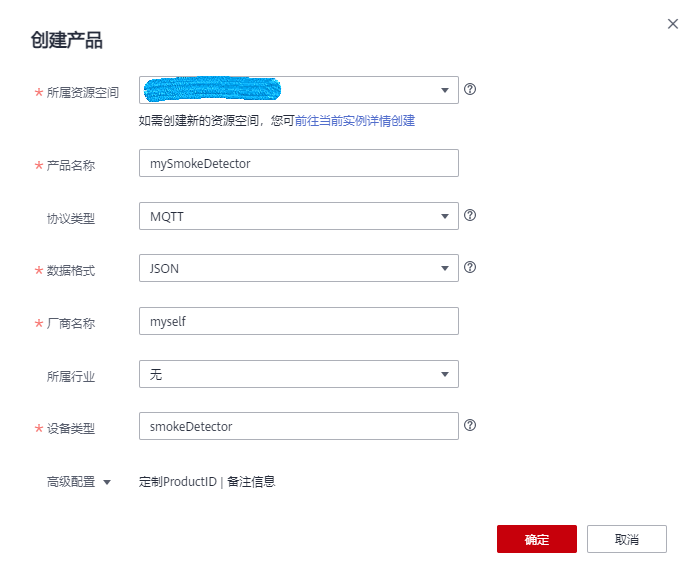 创建产品
* 所属资源空间
如需创建新的资源空间，您可前往当前实例详情创建
* 产品名称 mySmokeDetector
协议类型 MQTT
* 数据格式 JSON
* 厂商名称 myself
所属行业 无
* 设备类型 smokeDetector
高级配置 定制ProductID | 备注信息
确定 取消